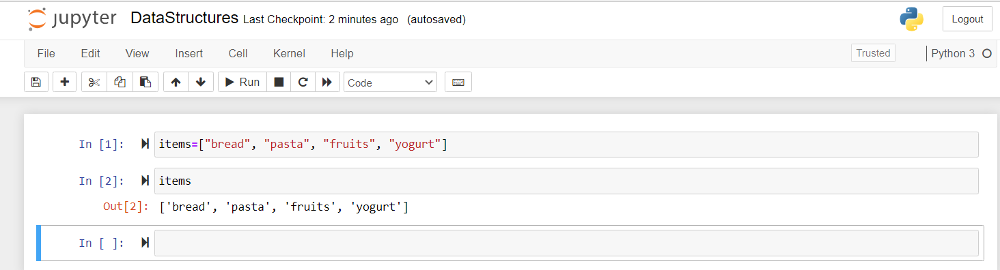 jupyter DataStructures Last Checkpoint: 2 minutes ago (autosaved)
Logout
File Edit View Insert Cell Kernel Help
Trusted
Python 3
Run
Code
In [1]: items=["bread", "pasta", "fruits", "yogurt"]
In [2]: items
Out[2]: ['bread', 'pasta', 'fruits', 'yogurt']
In [ ]: